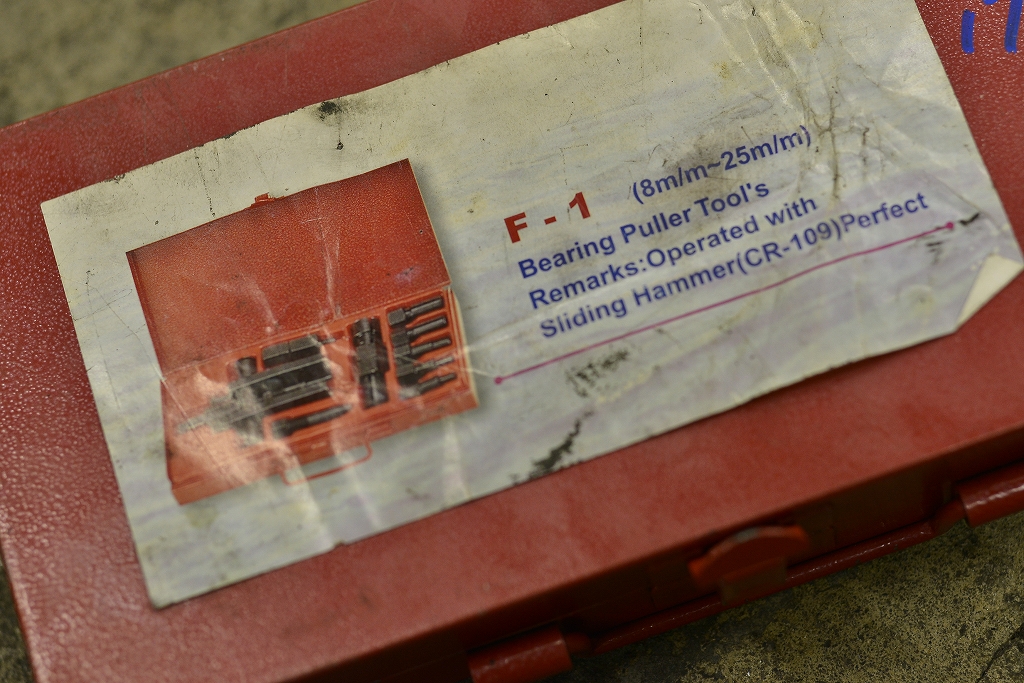 F - 1 (8m/m~25m/m)
Bearing Puller Tool's
Remarks:Operated with
Sliding Hammer(CR-109)Perfect